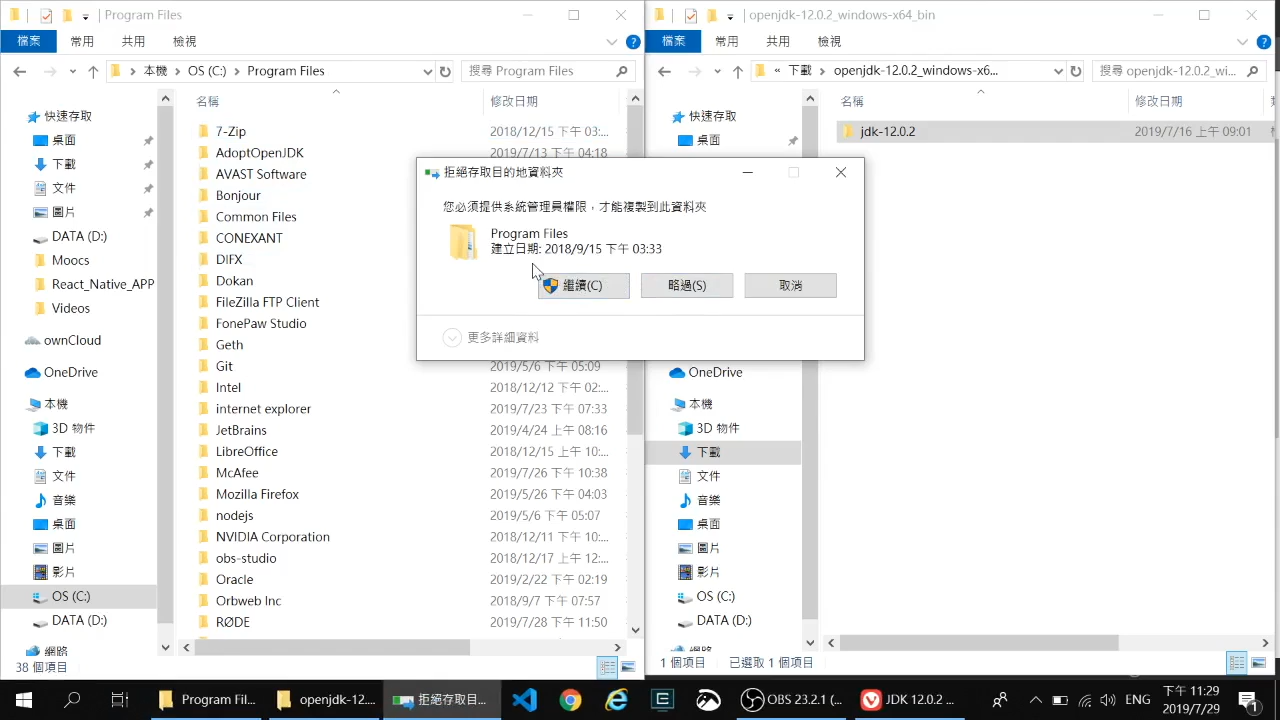 Program Files
檔案 常用 共用 檢視
本機 OS (C:) Program Files
搜尋 Program Files
快速存取
桌面
下載
文件
圖片
DATA (D:)
Moocs
React_Native_APP
Videos
ownCloud
OneDrive
本機
3D 物件
下載
文件
音樂
桌面
圖片
影片
OS (C:)
DATA (D:)
網路
名稱 修改日期
7-Zip 2018/12/15 下午 03:...
AdoptOpenJDK 2019/7/13 下午 04:18
AVAST Software
Bonjour
Common Files
CONEXANT
DIFX
Dokan
FileZilla FTP Client
FonePaw Studio
Geth
Git 2019/5/6 下午 05:09
Intel 2018/12/12 下午 02:...
internet explorer 2019/7/23 下午 07:33
JetBrains 2019/4/24 上午 08:16
LibreOffice 2018/12/15 上午 10:...
McAfee 2019/7/26 下午 10:38
Mozilla Firefox 2019/5/26 下午 04:03
nodejs 2019/5/6 下午 05:07
NVIDIA Corporation 2018/12/11 下午 10:...
obs-studio 2018/12/17 上午 12:...
Oracle 2019/2/22 下午 02:19
Orbweb Inc 2018/9/7 下午 07:57
RØDE 2019/7/28 下午 11:50
38 個項目
拒絕存取目的地資料夾
您必須提供系統管理員權限，才能複製到此資料夾
Program Files
建立日期: 2018/9/15 下午 03:33
繼續(C) 略過(S) 取消
更多詳細資料
openjdk-12.0.2_windows-x64_bin
檔案 常用 共用 檢視
« 下載 openjdk-12.0.2_windows-x6...
搜尋 openjdk-12.0.2_wi...
快速存取
桌面
OneDrive
本機
3D 物件
下載
文件
音樂
桌面
圖片
影片
OS (C:)
DATA (D:)
網路
名稱 修改日期
jdk-12.0.2 2019/7/16 上午 09:01
1 個項目 已選取 1 個項目
Program Fil... openjdk-12.... 拒絕存取目... OBS 23.2.1 (... JDK 12.0.2 ... ENG 下午 11:29
2019/7/29
1